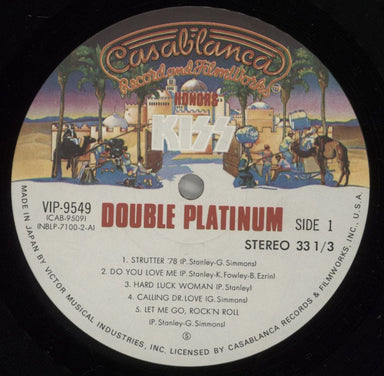 Casablanca
Record and FilmWorks
HONORS
KISS
VIP-9549
(CAB-9509)
(NBLP-7100-2-A)
DOUBLE PLATINUM
SIDE 1
STEREO 33 1/3
1. STRUTTER '78 (P. Stanley-G. Simmons)
2. DO YOU LOVE ME (P. Stanley-K. Fowley-B. Ezrin)
3. HARD LUCK WOMAN (P. Stanley)
4. CALLING DR. LOVE (G. Simmons)
5. LET ME GO, ROCK'N ROLL
(P. Stanley-G. Simmons)
S
MADE IN JAPAN BY VICTOR MUSICAL INDUSTRIES, INC. LICENSED BY CASABLANCA RECORDS & FILMWORKS, INC., U.S.A.